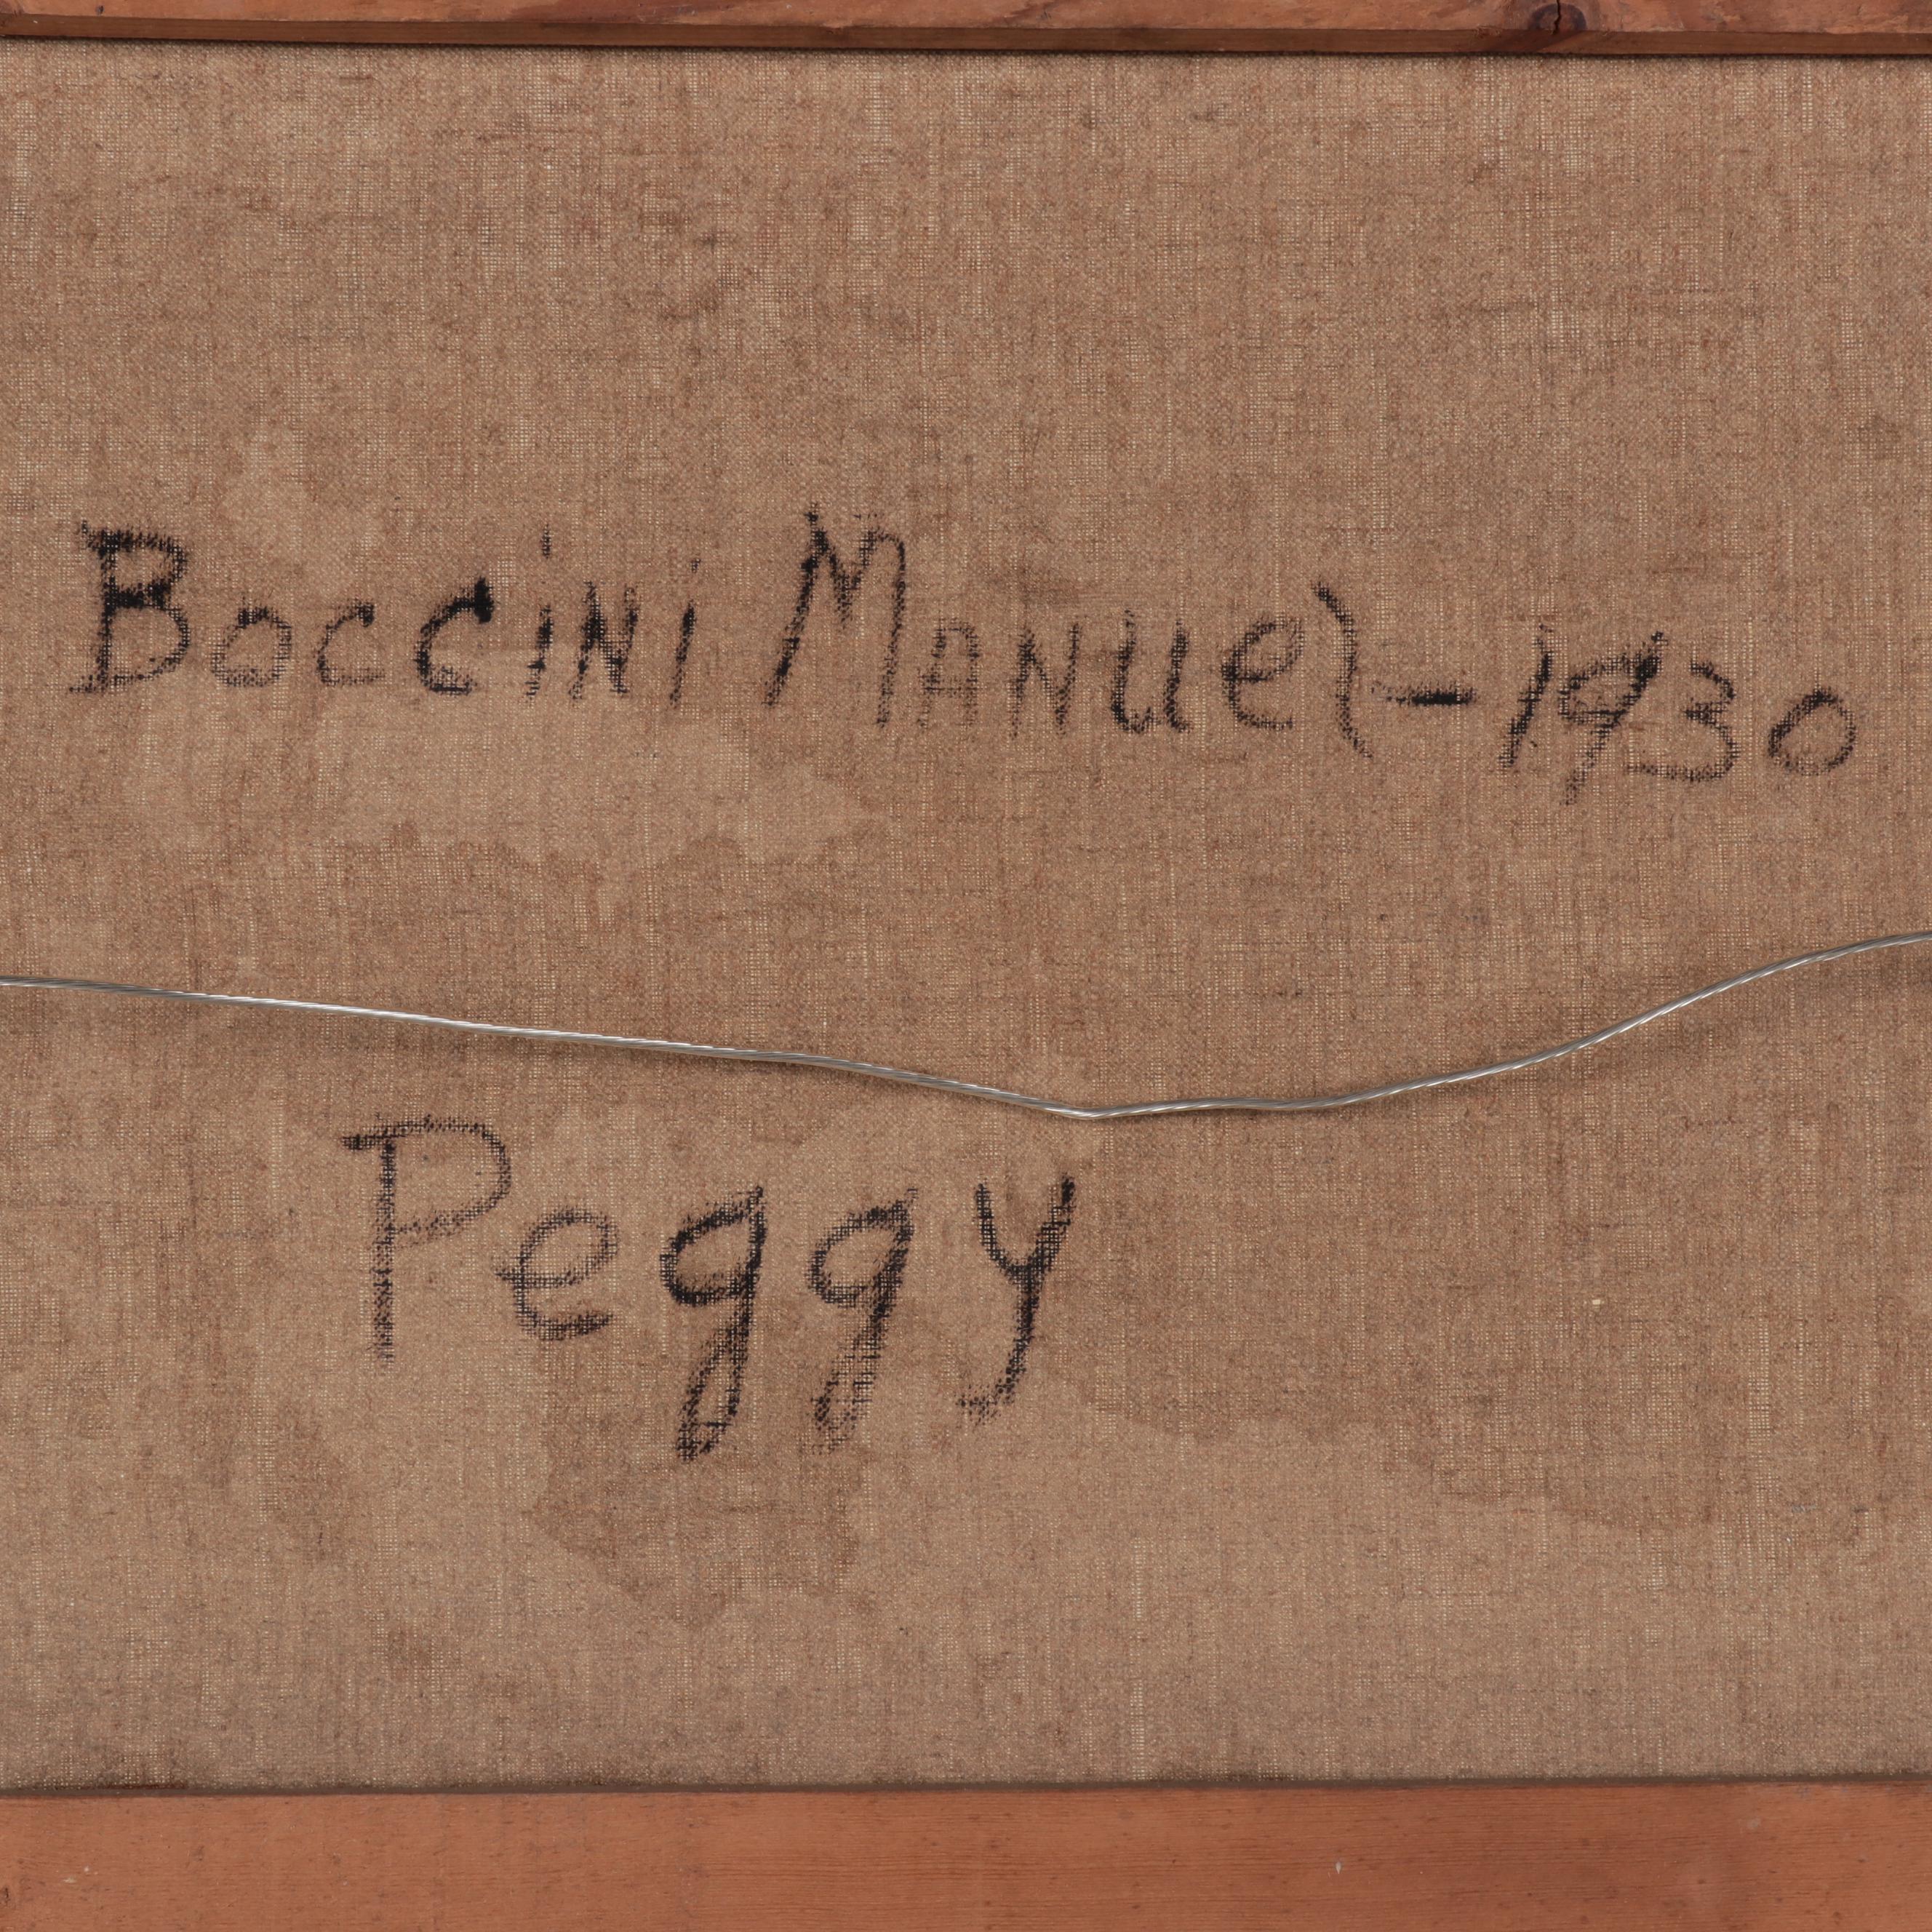 Boccini Manuel - 1930
Peggy